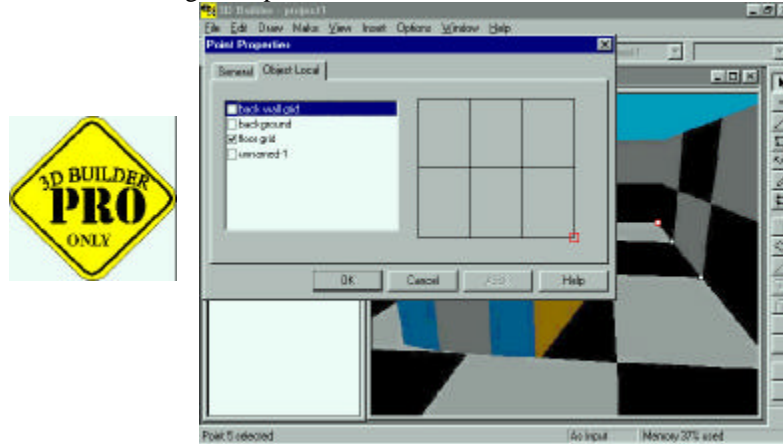 3D Builder - project1
File Edit Draw Make View Insert Options Window Help
Point Properties
General Object Local
back wall grid
background
floor grid
unnamed-1
3D BUILDER
PRO
ONLY
OK Cancel Help
Point 5 selected As Input Memory 37% used